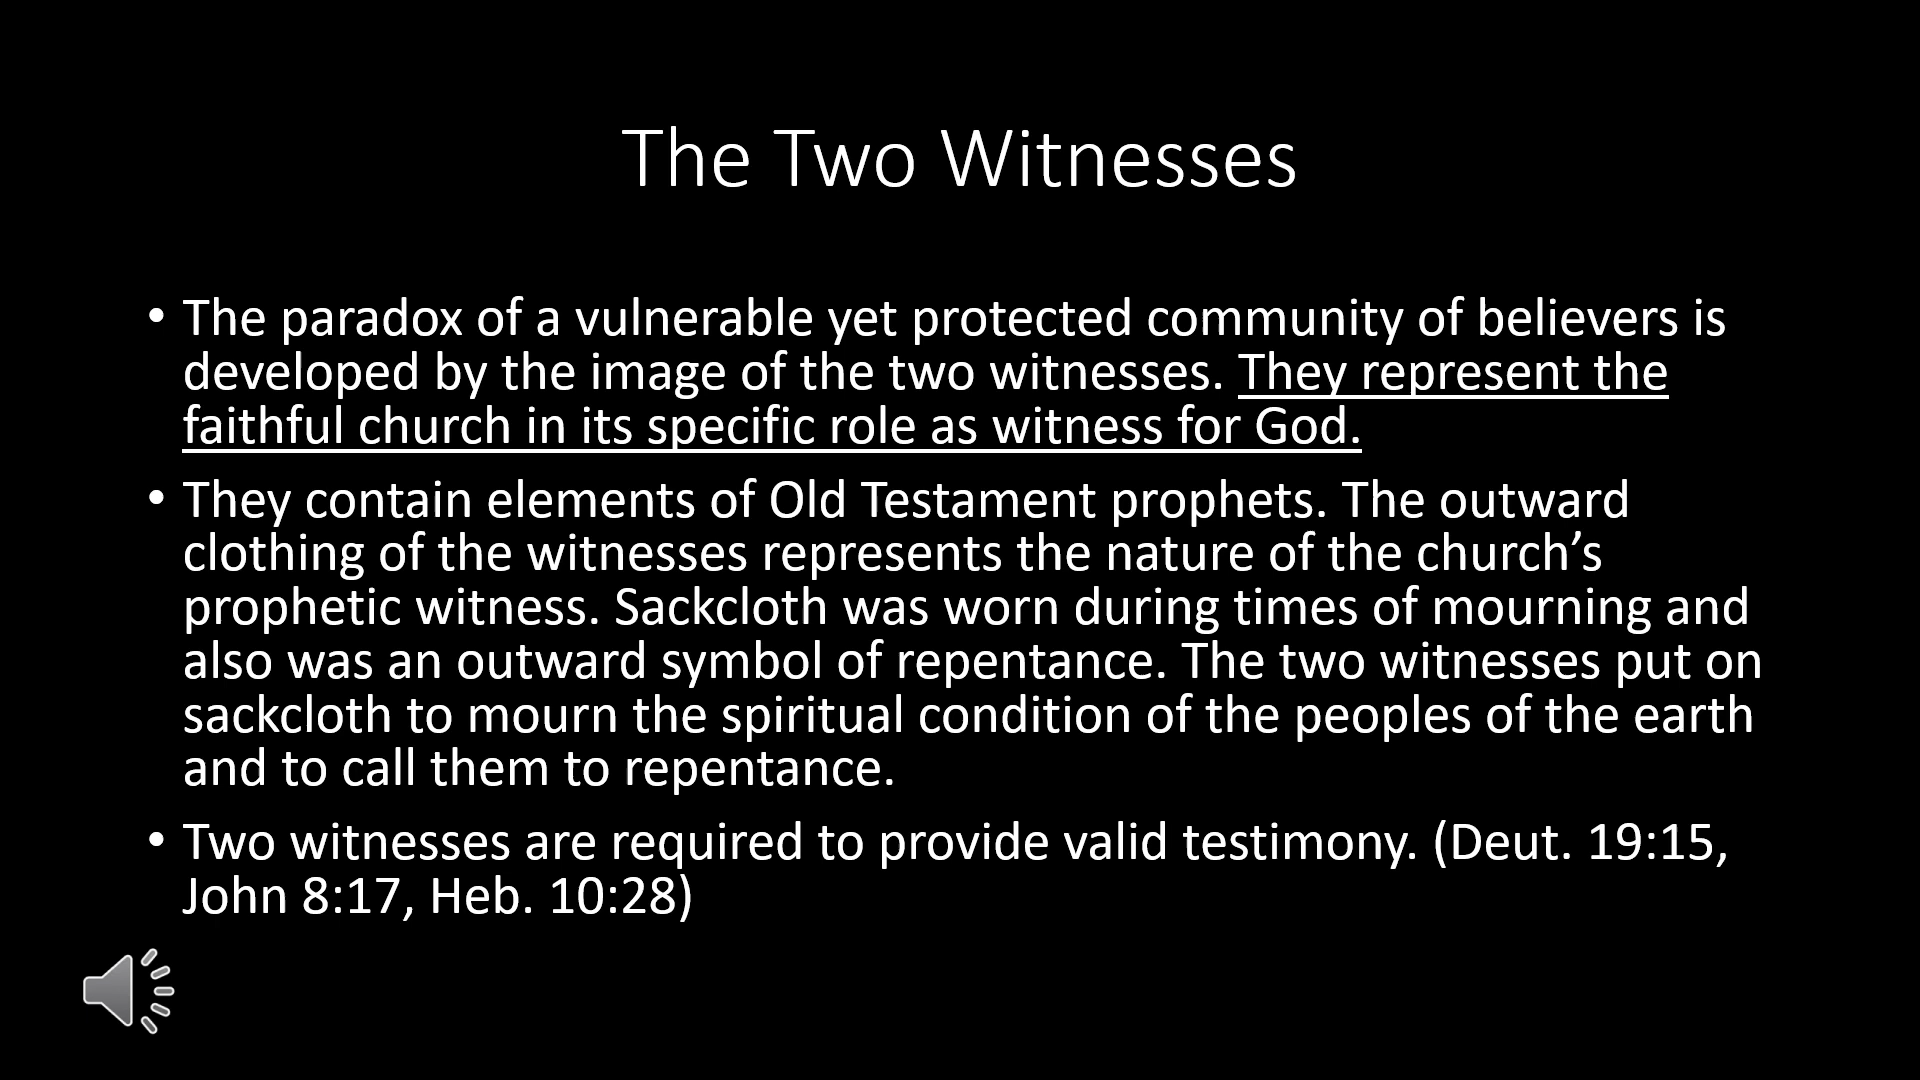 The Two Witnesses
• The paradox of a vulnerable yet protected community of believers is
developed by the image of the two witnesses. They represent the
faithful church in its specific role as witness for God.
• They contain elements of Old Testament prophets. The outward
clothing of the witnesses represents the nature of the church’s
prophetic witness. Sackcloth was worn during times of mourning and
also was an outward symbol of repentance. The two witnesses put on
sackcloth to mourn the spiritual condition of the peoples of the earth
and to call them to repentance.
• Two witnesses are required to provide valid testimony. (Deut. 19:15,
John 8:17, Heb. 10:28)